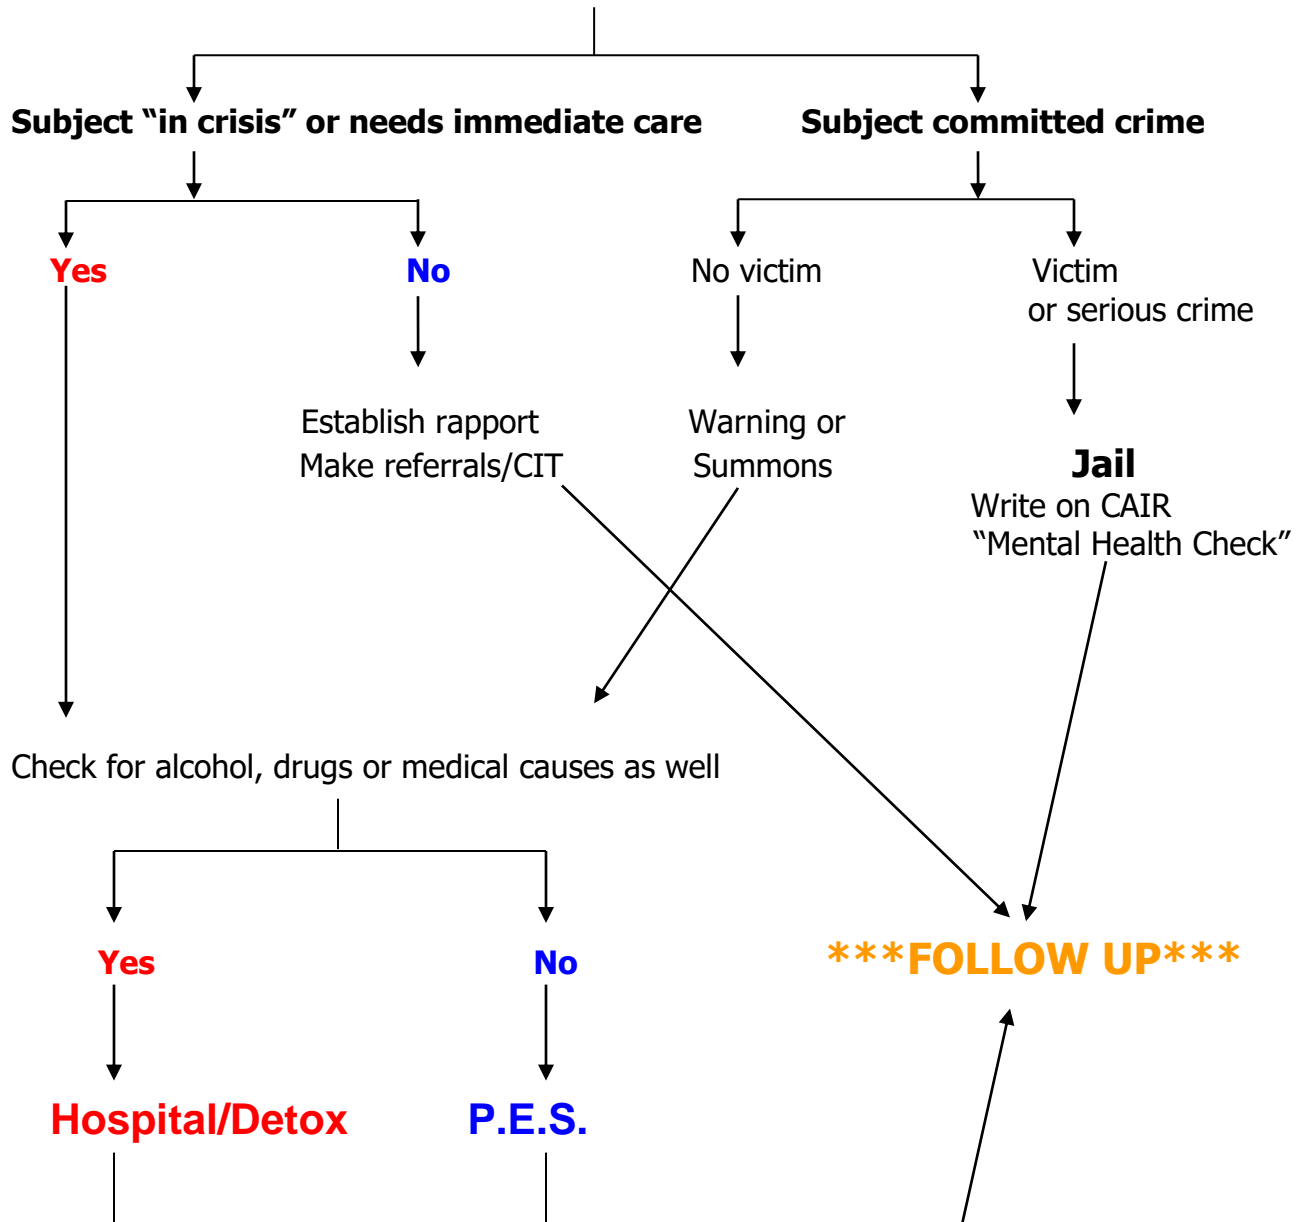 Subject “in crisis” or needs immediate care
Subject committed crime
Yes
No
No victim
Victim
or serious crime
Establish rapport
Make referrals/CIT
Warning or
Summons
Jail
Write on CAIR
“Mental Health Check”
Check for alcohol, drugs or medical causes as well
Yes
No
***FOLLOW UP***
Hospital/Detox
P.E.S.